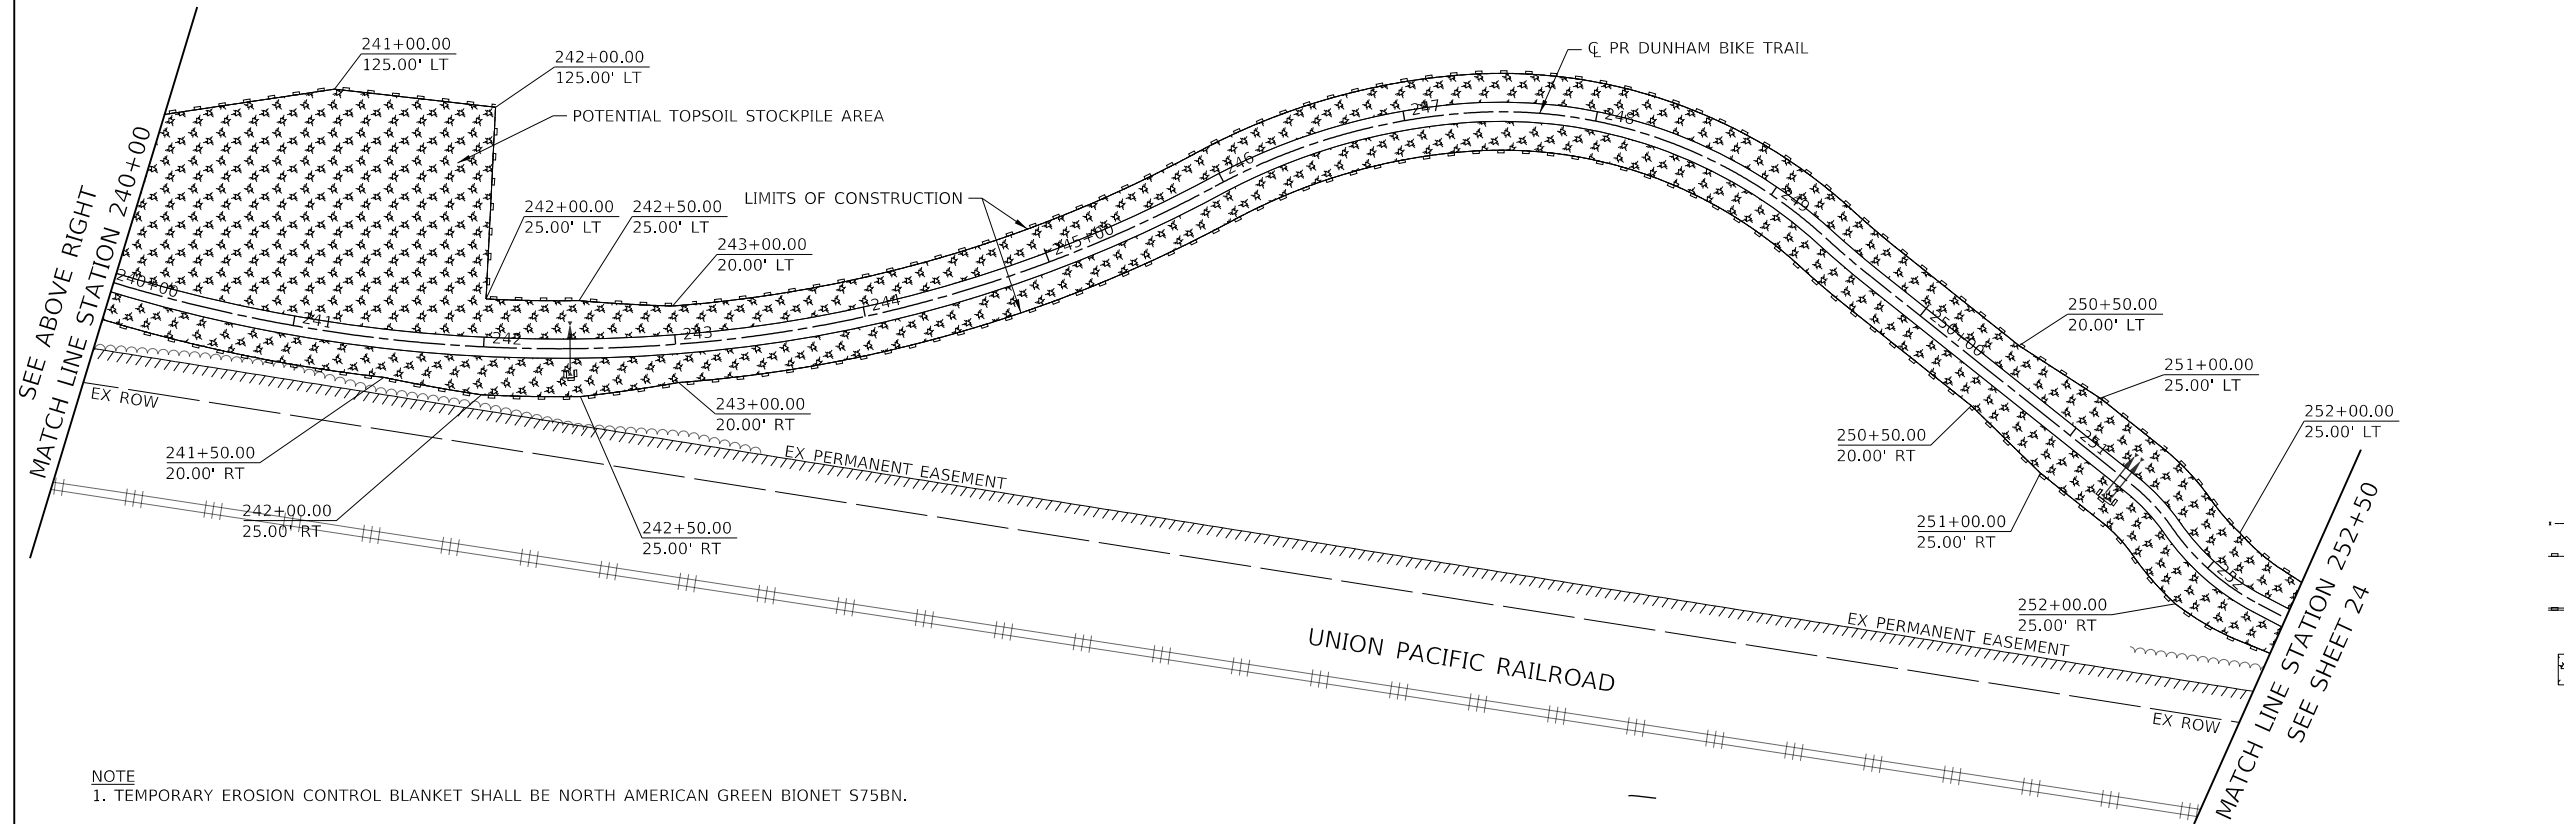 241+00.00
125.00' LT
242+00.00
125.00' LT
POTENTIAL TOPSOIL STOCKPILE AREA
℄ PR DUNHAM BIKE TRAIL
SEE ABOVE RIGHT
MATCH LINE STATION 240+00
LIMITS OF CONSTRUCTION
242+00.00
25.00' LT
242+50.00
25.00' LT
243+00.00
20.00' LT
240+00
241
242
243
244
245+00
246
247
248
249
250+00
251
252
250+50.00
20.00' LT
251+00.00
25.00' LT
252+00.00
25.00' LT
EX ROW
241+50.00
20.00' RT
242+00.00
25.00' RT
242+50.00
25.00' RT
243+00.00
20.00' RT
EX PERMANENT EASEMENT
250+50.00
20.00' RT
251+00.00
25.00' RT
252+00.00
25.00' RT
EX PERMANENT EASEMENT
EX ROW
UNION PACIFIC RAILROAD
MATCH LINE STATION 252+50
SEE SHEET 24
NOTE
1. TEMPORARY EROSION CONTROL BLANKET SHALL BE NORTH AMERICAN GREEN BIONET S75BN.